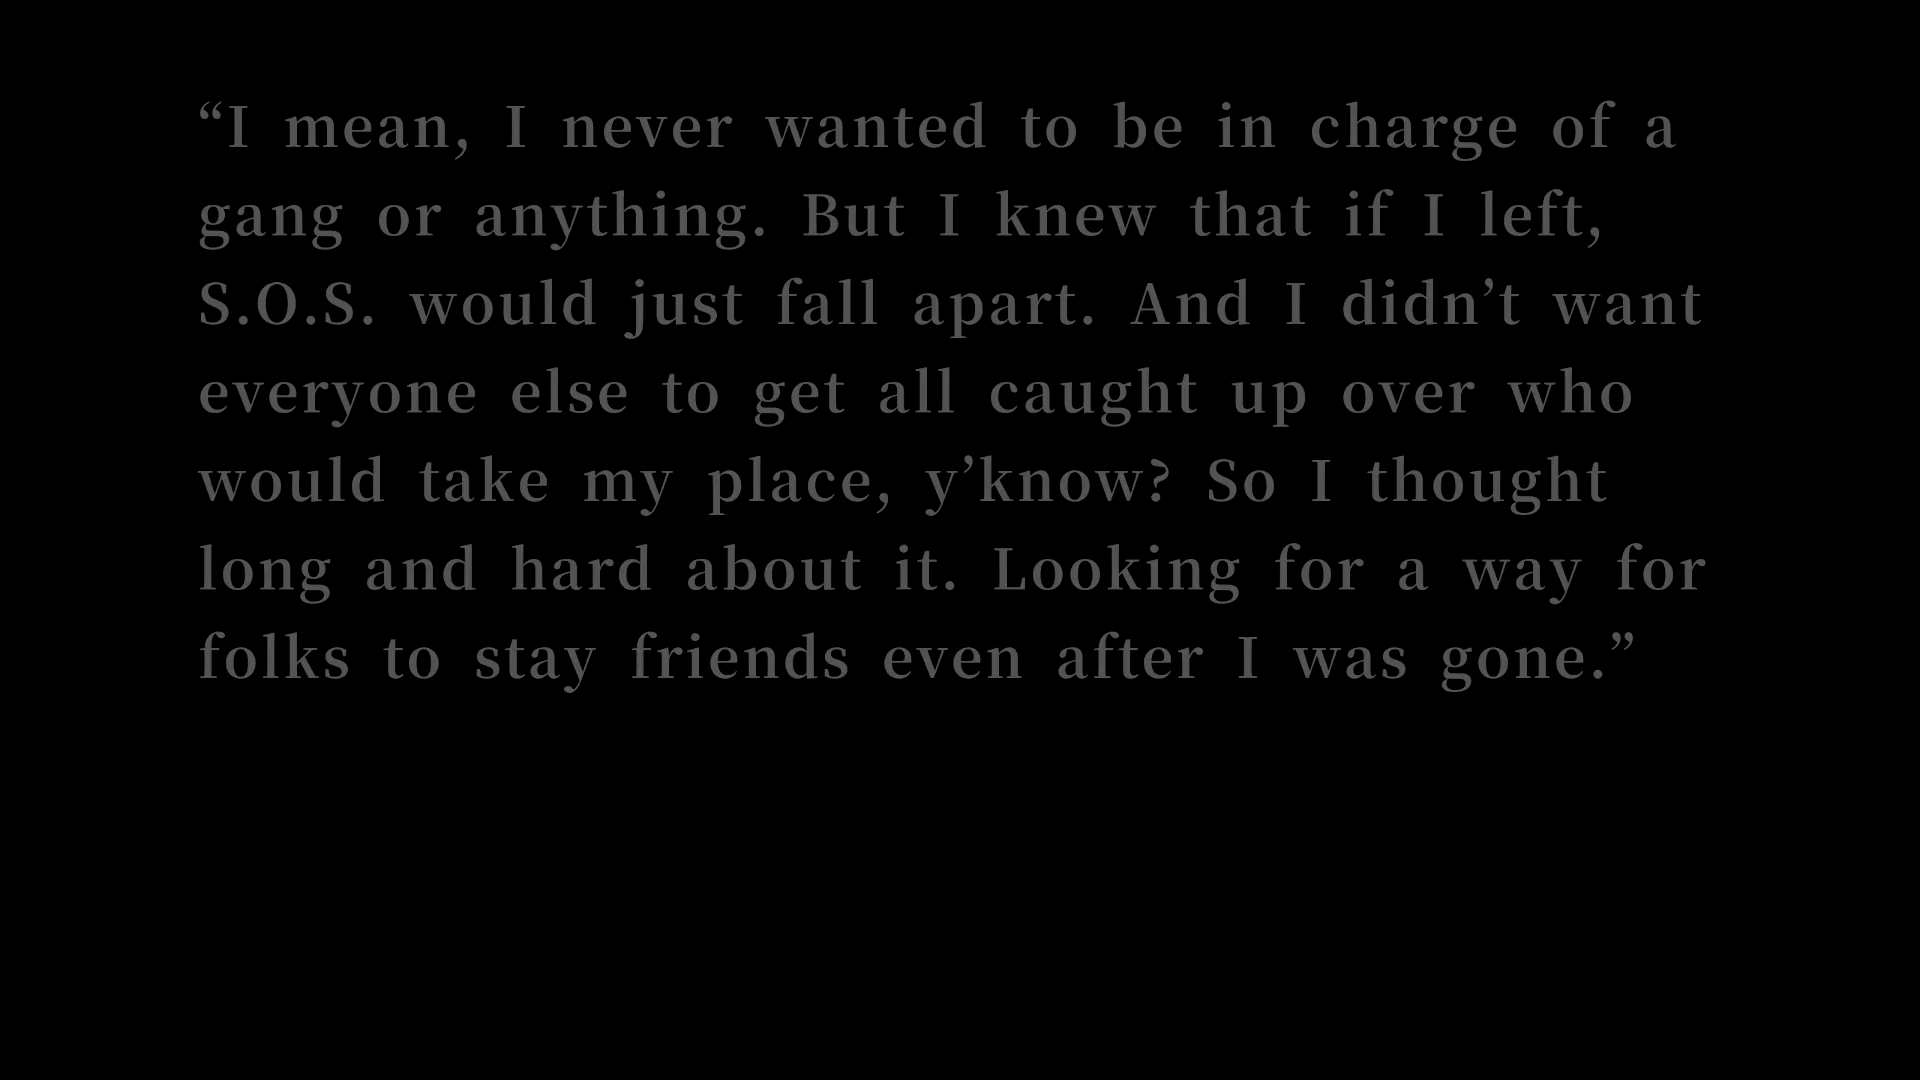 “I mean, I never wanted to be in charge of a
gang or anything. But I knew that if I left,
S.O.S. would just fall apart. And I didn’t want
everyone else to get all caught up over who
would take my place, y’know? So I thought
long and hard about it. Looking for a way for
folks to stay friends even after I was gone.”